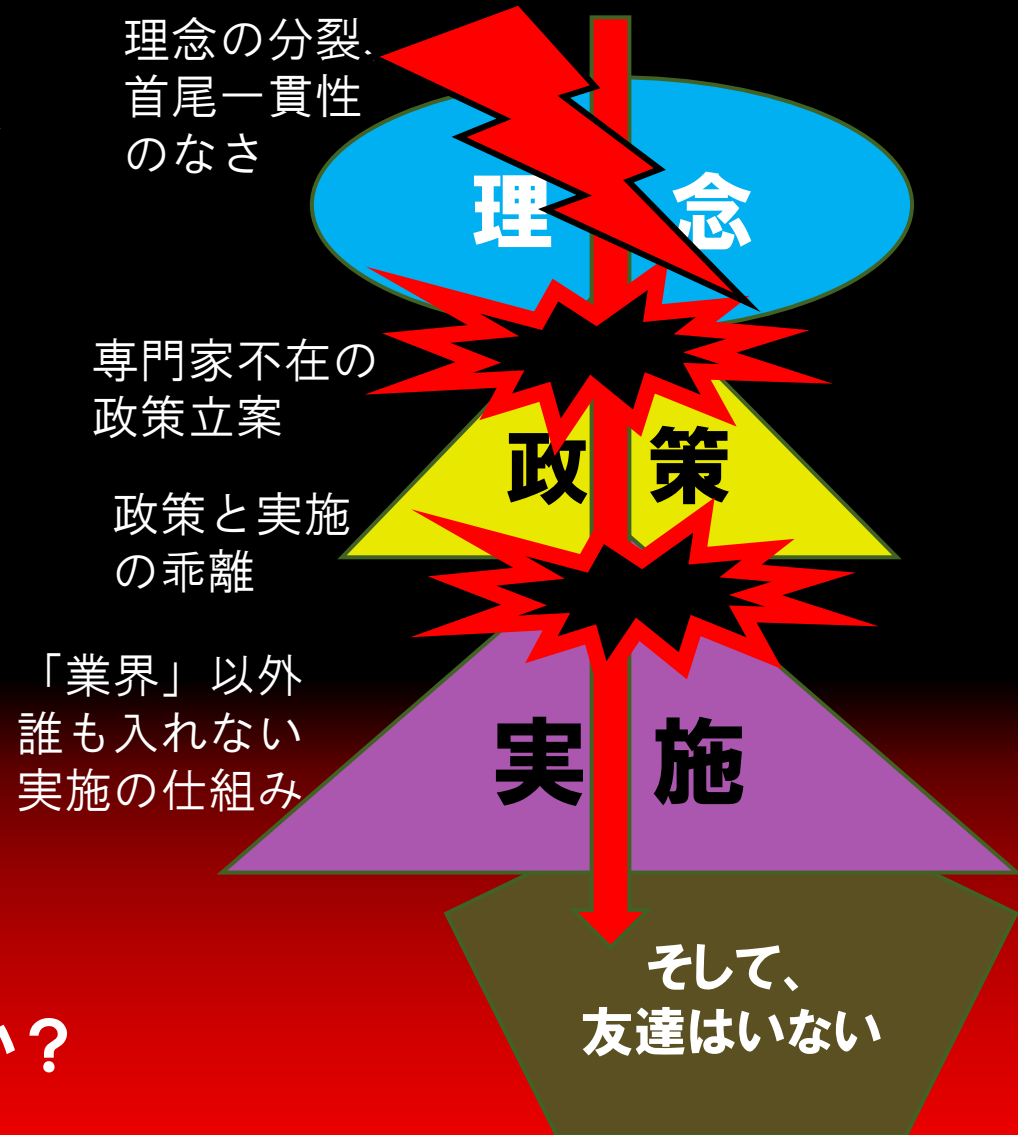 理念の分裂.
首尾一貫性
のなさ
理念
専門家不在の
政策立案
政策
政策と実施
の乖離
「業界」以外
誰も入れない
実施の仕組み
実施
そして、
友達はいない
い?